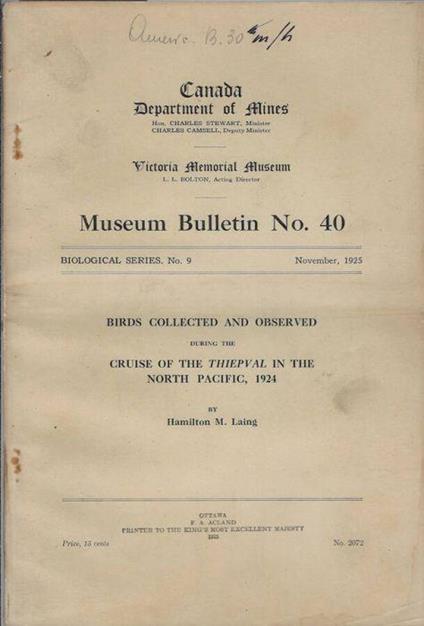 B. 30
Canada
Department of Mines
Hon. CHARLES STEWART, Minister
CHARLES CAMSELL, Deputy Minister
Victoria Memorial Museum
L. L. BOLTON, Acting Director
Museum Bulletin No. 40
BIOLOGICAL SERIES, No. 9 November, 1925
BIRDS COLLECTED AND OBSERVED
DURING THE
CRUISE OF THE THIEPVAL IN THE
NORTH PACIFIC, 1924
BY
Hamilton M. Laing
OTTAWA
F. A. ACLAND
PRINTER TO THE KING'S MOST EXCELLENT MAJESTY
1925
Price, 15 cents No. 2072